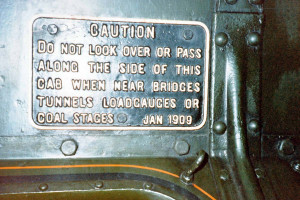 CAUTION
DO NOT LOOK OVER OR PASS
ALONG THE SIDE OF THIS
CAB WHEN NEAR BRIDGES
TUNNELS LOADGAUGES OR
COAL STAGES JAN 1909